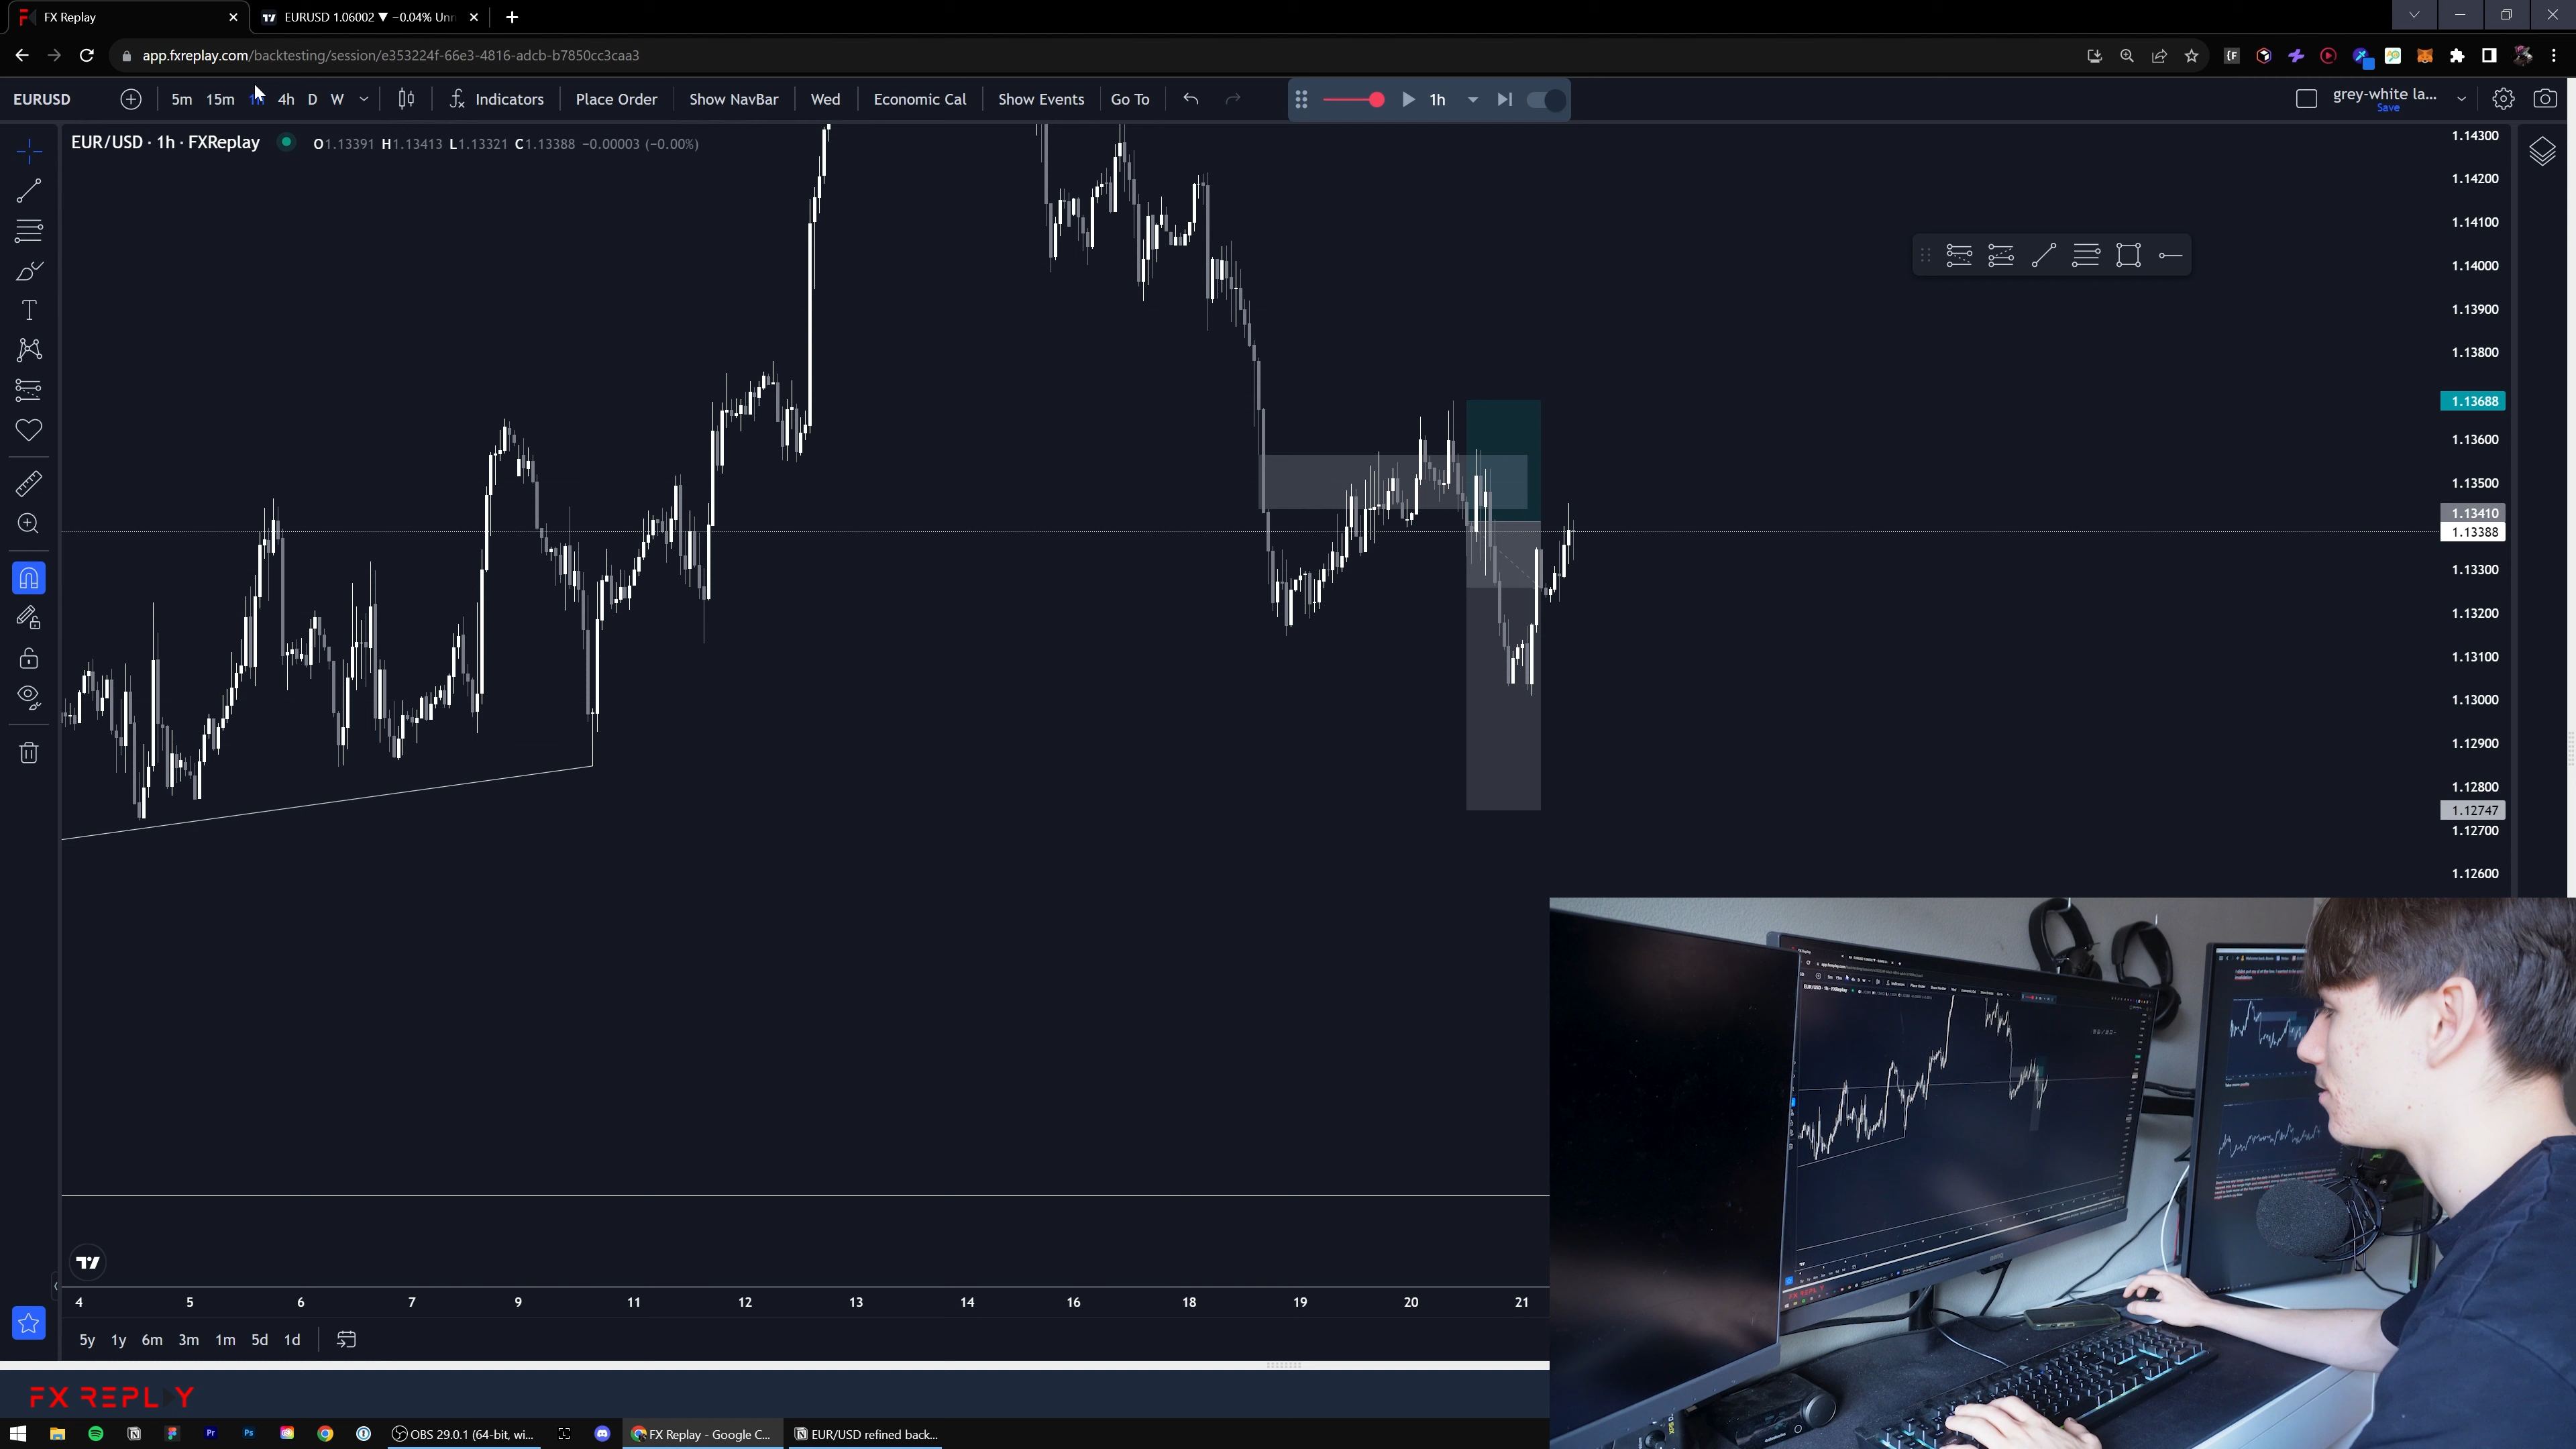 FX Replay
EURUSD 1.06002 ▼ −0.04% Unn
app.fxreplay.com/backtesting/session/e353224f-66e3-4816-adcb-b7850cc3caa3
EURUSD 5m 15m 1h 4h D W Indicators Place Order Show NavBar Wed Economic Cal Show Events Go To 1h grey-white la...
Save
EUR/USD · 1h · FXReplay O1.13391 H1.13413 L1.13321 C1.13388 −0.00003 (−0.00%)
1.14300
1.14200
1.14100
1.14000
1.13900
1.13800
1.13688
1.13600
1.13500
1.13410
1.13388
1.13300
1.13200
1.13100
1.13000
1.12900
1.12800
1.12747
1.12700
1.12600
4 5 6 7 8 9 11 12 13 14 16 18 19 20 21
5y 1y 6m 3m 1m 5d 1d
FX REPLAY
OBS 29.0.1 (64-bit, wi... FX Replay - Google C... EUR/USD refined back...